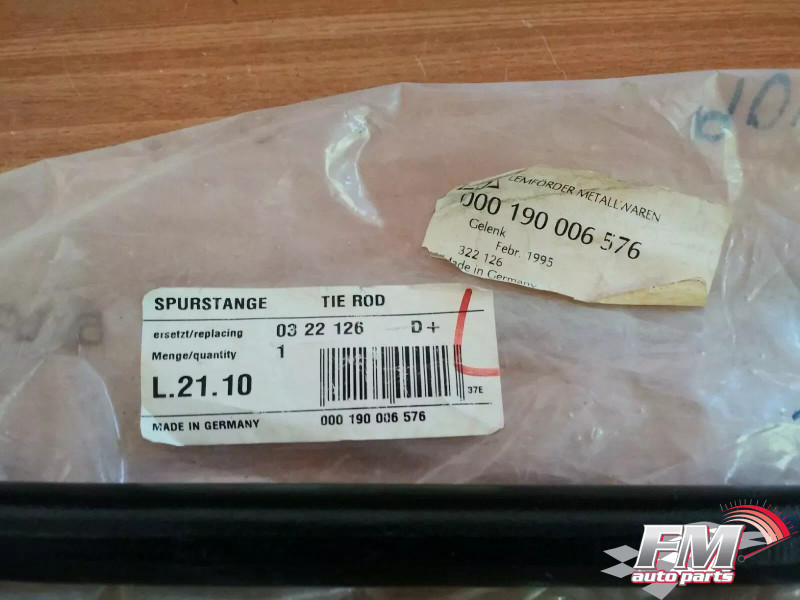 LEMFÖRDER METALLWAREN
000 190 006 576
Gelenk
Febr. 1995
322 126
Made in Germany
SPURSTANGE TIE ROD
ersetzt/replacing 03 22 126 D+
Menge/quantity 1
L.21.10
37E
MADE IN GERMANY 000 190 006 576
FM
auto parts